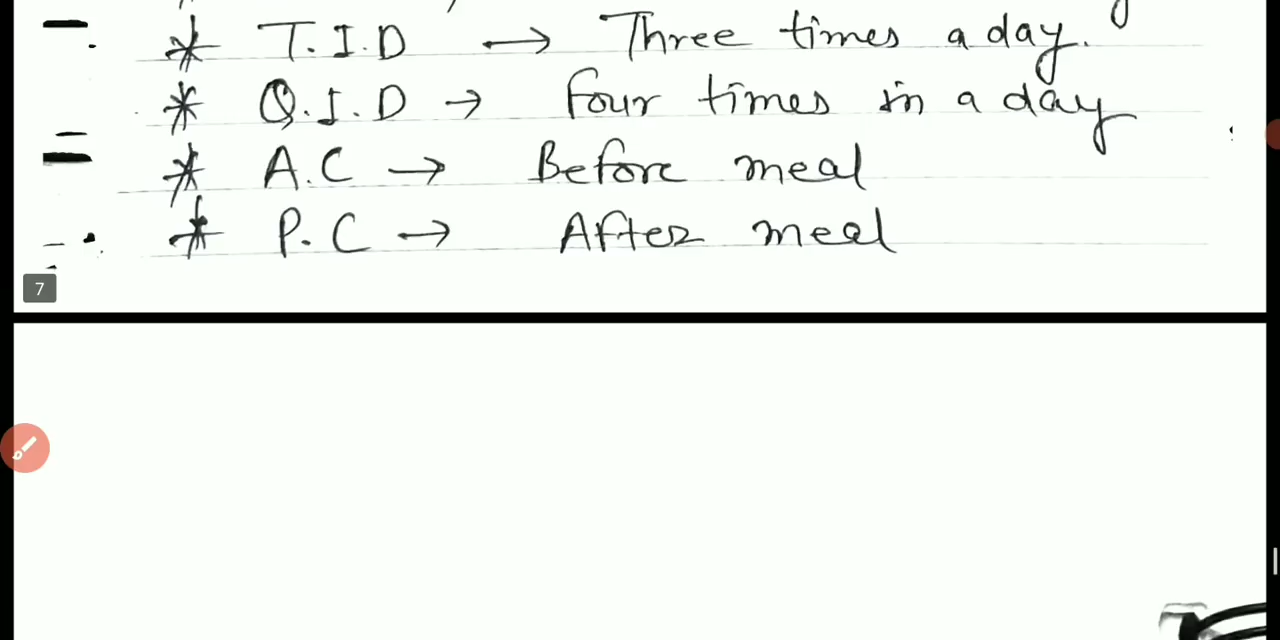 * T.I.D → Three times a day.
* Q.I.D → Four times in a day
* A.C → Before meal
* P.C → After meal
7